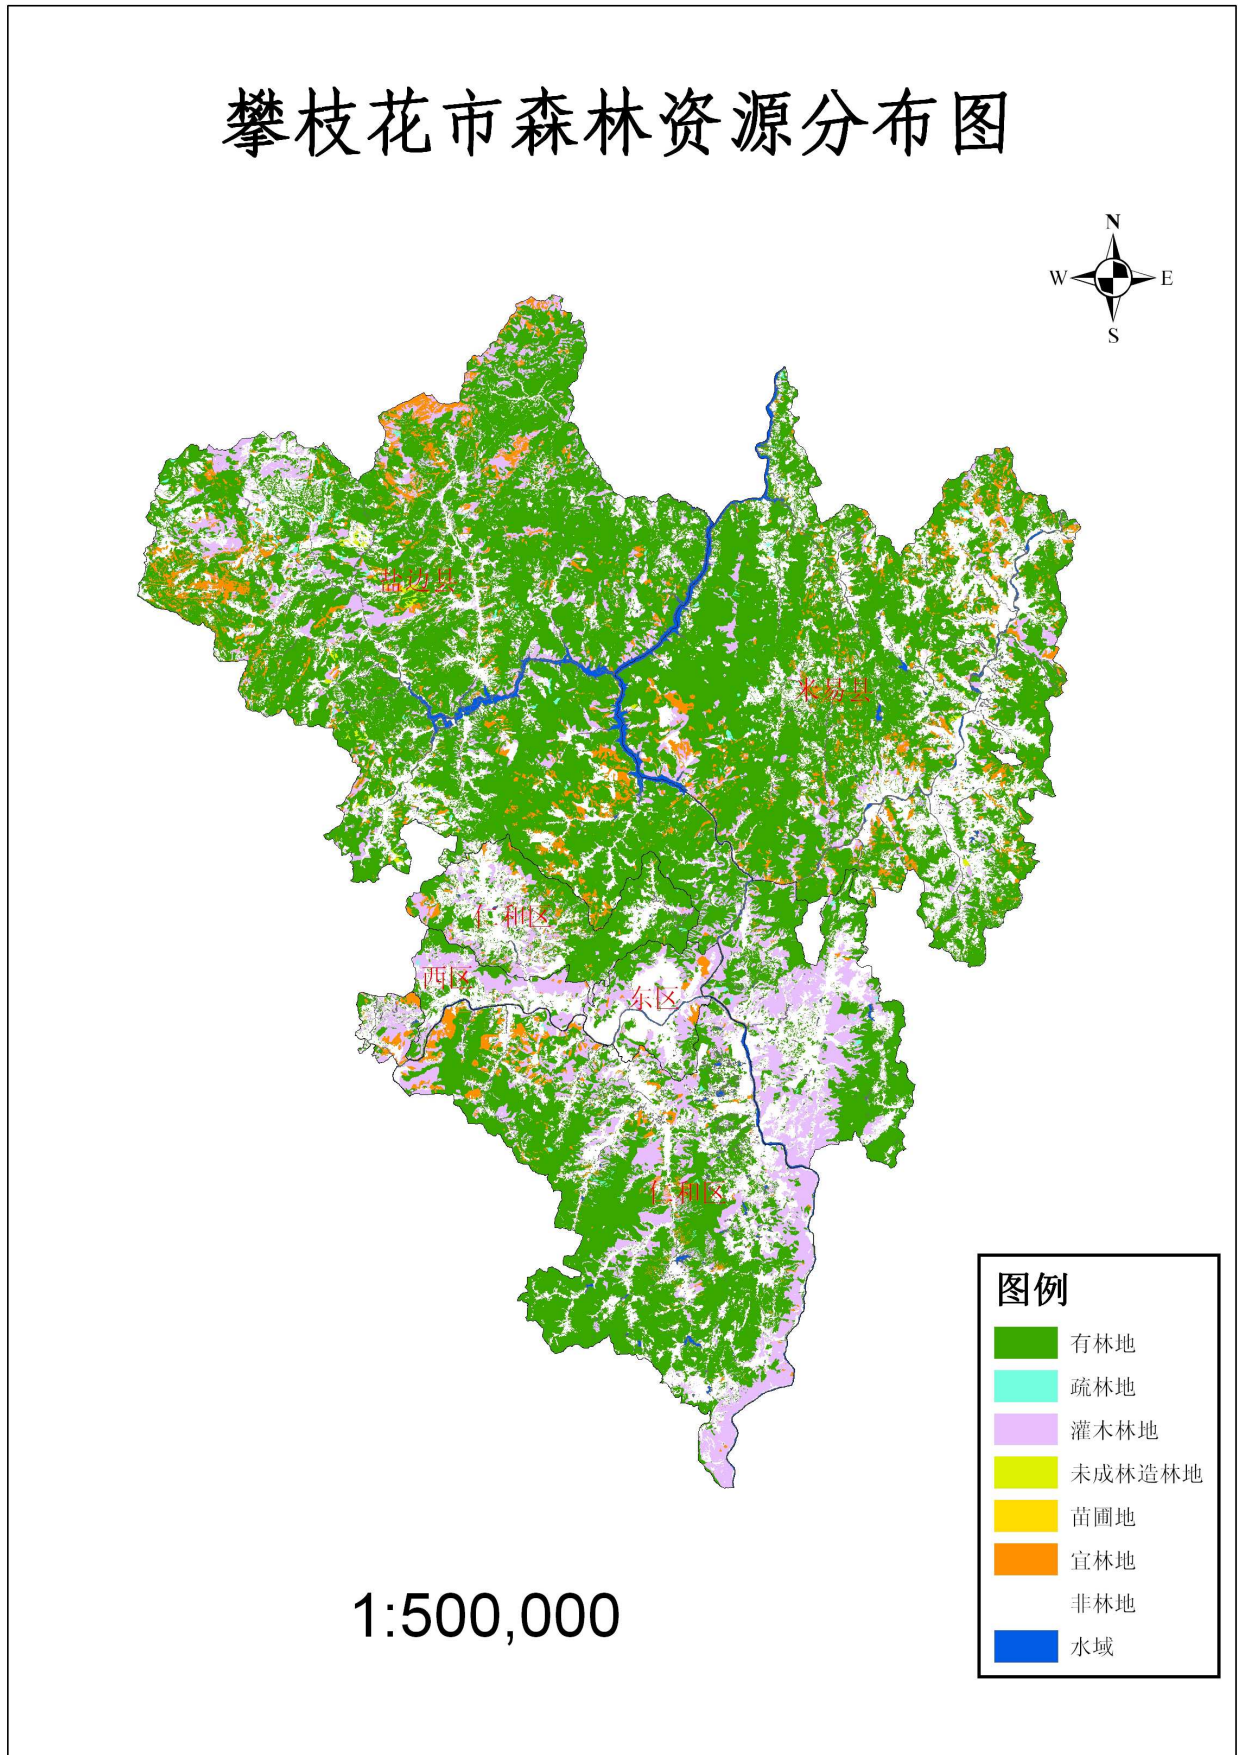 攀枝花市森林资源分布图
N
W
E
S
盐边县
米易县
仁和区
西区
东区
仁和区
图例
有林地
疏林地
灌木林地
未成林造林地
苗圃地
宜林地
非林地
水域
1:500,000